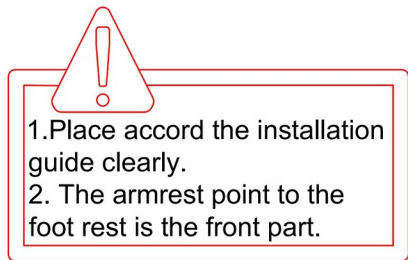 1.Place accord the installation
guide clearly.
2. The armrest point to the
foot rest is the front part.